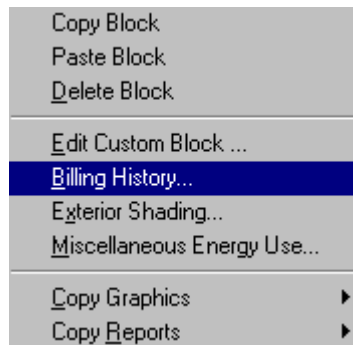 Copy Block
Paste Block
Delete Block
Edit Custom Block ...
Billing History...
Exterior Shading...
Miscellaneous Energy Use...
Copy Graphics
Copy Reports